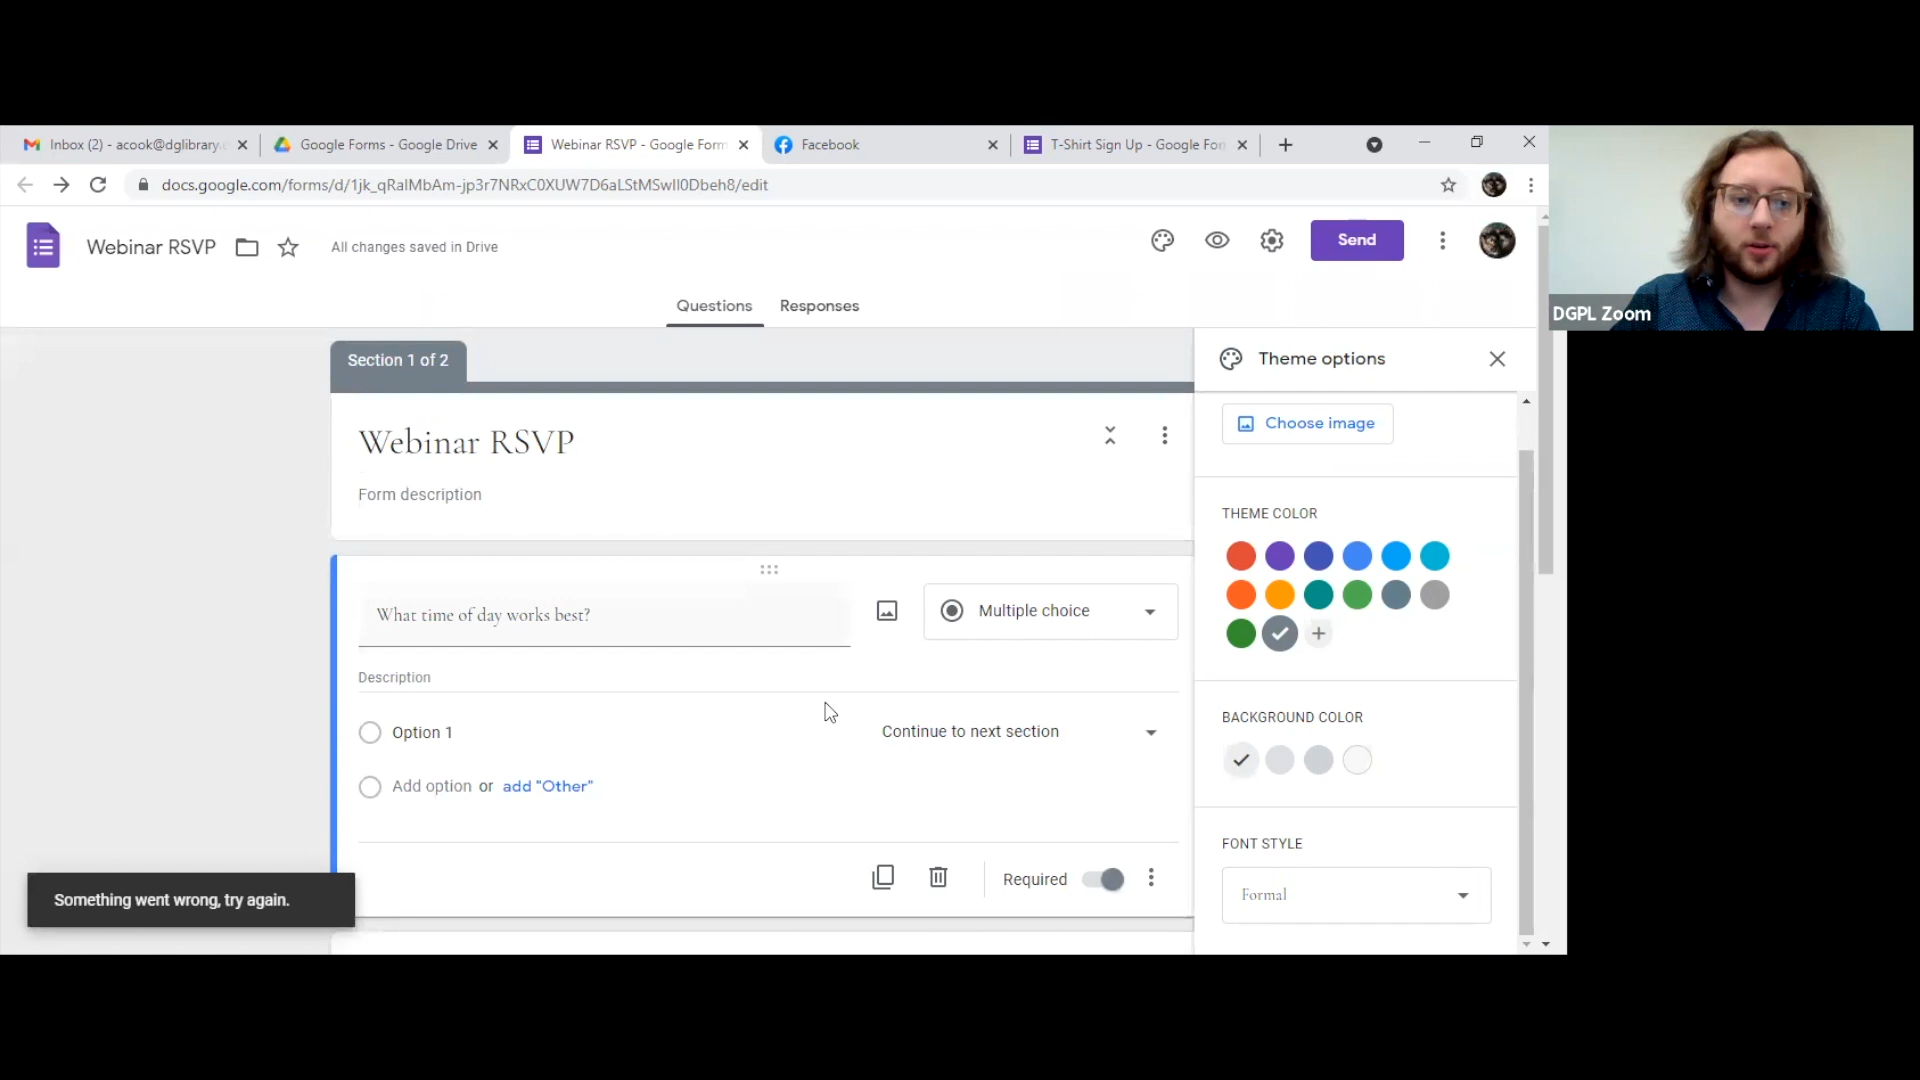 Inbox (2) - acook@dglibrary.
Google Forms - Google Drive
Webinar RSVP - Google Form
Facebook
T-Shirt Sign Up - Google For
docs.google.com/forms/d/1jk_qRalMbAm-jp3r7NRxC0XUW7D6aLStMSwIl0Dbeh8/edit
Webinar RSVP
All changes saved in Drive
Send
Questions
Responses
DGPL Zoom
Section 1 of 2
Webinar RSVP
Form description
What time of day works best?
Multiple choice
Description
Option 1
Continue to next section
Add option or add "Other"
Required
Something went wrong, try again.
Theme options
Choose image
THEME COLOR
BACKGROUND COLOR
FONT STYLE
Formal